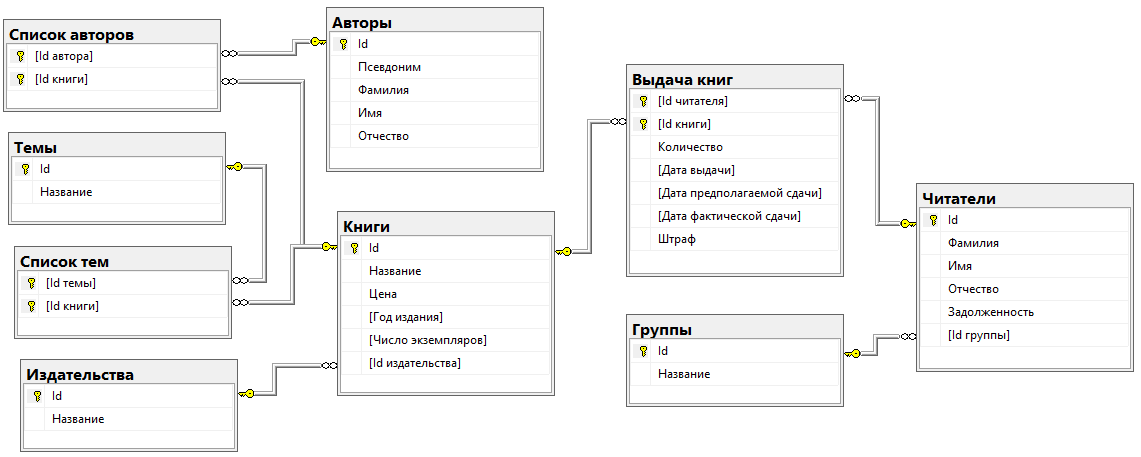 Список авторов
[Id автора]
[Id книги]
Авторы
Id
Псевдоним
Фамилия
Имя
Отчество
Темы
Id
Название
Список тем
[Id темы]
[Id книги]
Издательства
Id
Название
Книги
Id
Название
Цена
[Год издания]
[Число экземпляров]
[Id издательства]
Выдача книг
[Id читателя]
[Id книги]
Количество
[Дата выдачи]
[Дата предполагаемой сдачи]
[Дата фактической сдачи]
Штраф
Группы
Id
Название
Читатели
Id
Фамилия
Имя
Отчество
Задолженность
[Id группы]